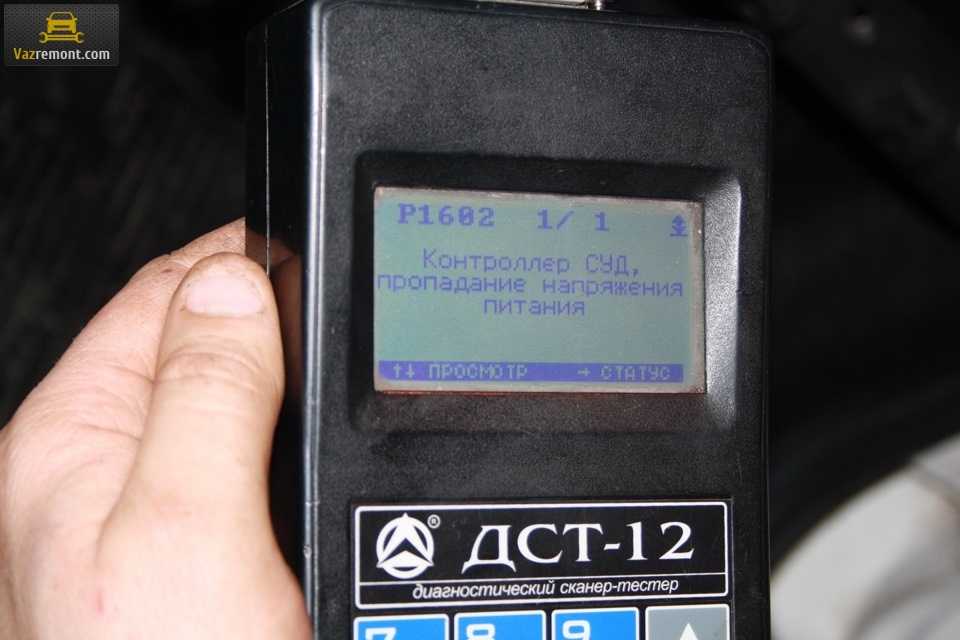 Vazremont.com
P1602 1/ 1
Контроллер СУД,
пропадание напряжения
питания
↑↓ ПРОСМОТР → СТАТУС
® ДСТ-12
диагностический сканер-тестер
7 8 9